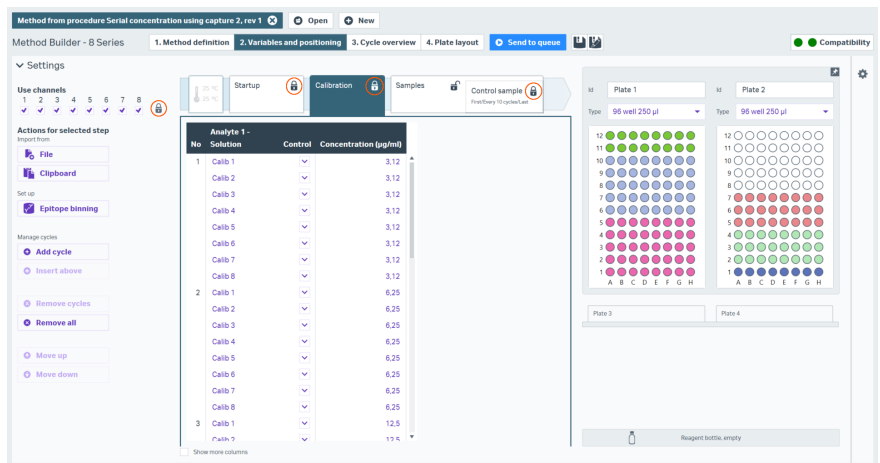 Method from procedure Serial concentration using capture 2, rev 1
Open
New
Method Builder - 8 Series
1. Method definition
2. Variables and positioning
3. Cycle overview
4. Plate layout
Send to queue
Compatibility
Settings
Use channels
1 2 3 4 5 6 7 8
Actions for selected step
Import from
File
Clipboard
Set up
Epitope binning
Manage cycles
Add cycle
Insert above
Remove cycles
Remove all
Move up
Move down
25 °C
35 °C
Startup
Calibration
Samples
Control sample
First/Every 10 cycles/Last
Analyte 1 -
No Solution Control Concentration (µg/ml)
1 Calib 1 3,12
Calib 2 3,12
Calib 3 3,12
Calib 4 3,12
Calib 5 3,12
Calib 6 3,12
Calib 7 3,12
Calib 8 3,12
2 Calib 1 6,25
Calib 2 6,25
Calib 3 6,25
Calib 4 6,25
Calib 5 6,25
Calib 6 6,25
Calib 7 6,25
Calib 8 6,25
3 Calib 1 12,5
Calib 2 12,5
Show more columns
Id Plate 1
Type 96 well 250 µl
12
11
10
9
8
7
6
5
4
3
2
1
A B C D E F G H
Id Plate 2
Type 96 well 250 µl
12
11
10
9
8
7
6
5
4
3
2
1
A B C D E F G H
Plate 3
Plate 4
Reagent bottle, empty